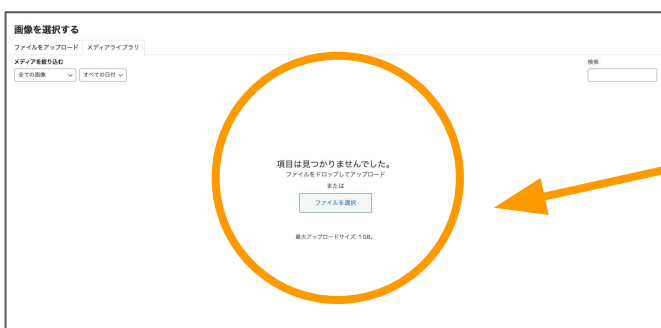 画像を選択する
ファイルをアップロード メディアライブラリ
メディアを絞り込む 検索
全ての画像 すべての日付
項目は見つかりませんでした。
ファイルをドロップしてアップロード
または
ファイルを選択
最大アップロードサイズ: 1 GB。